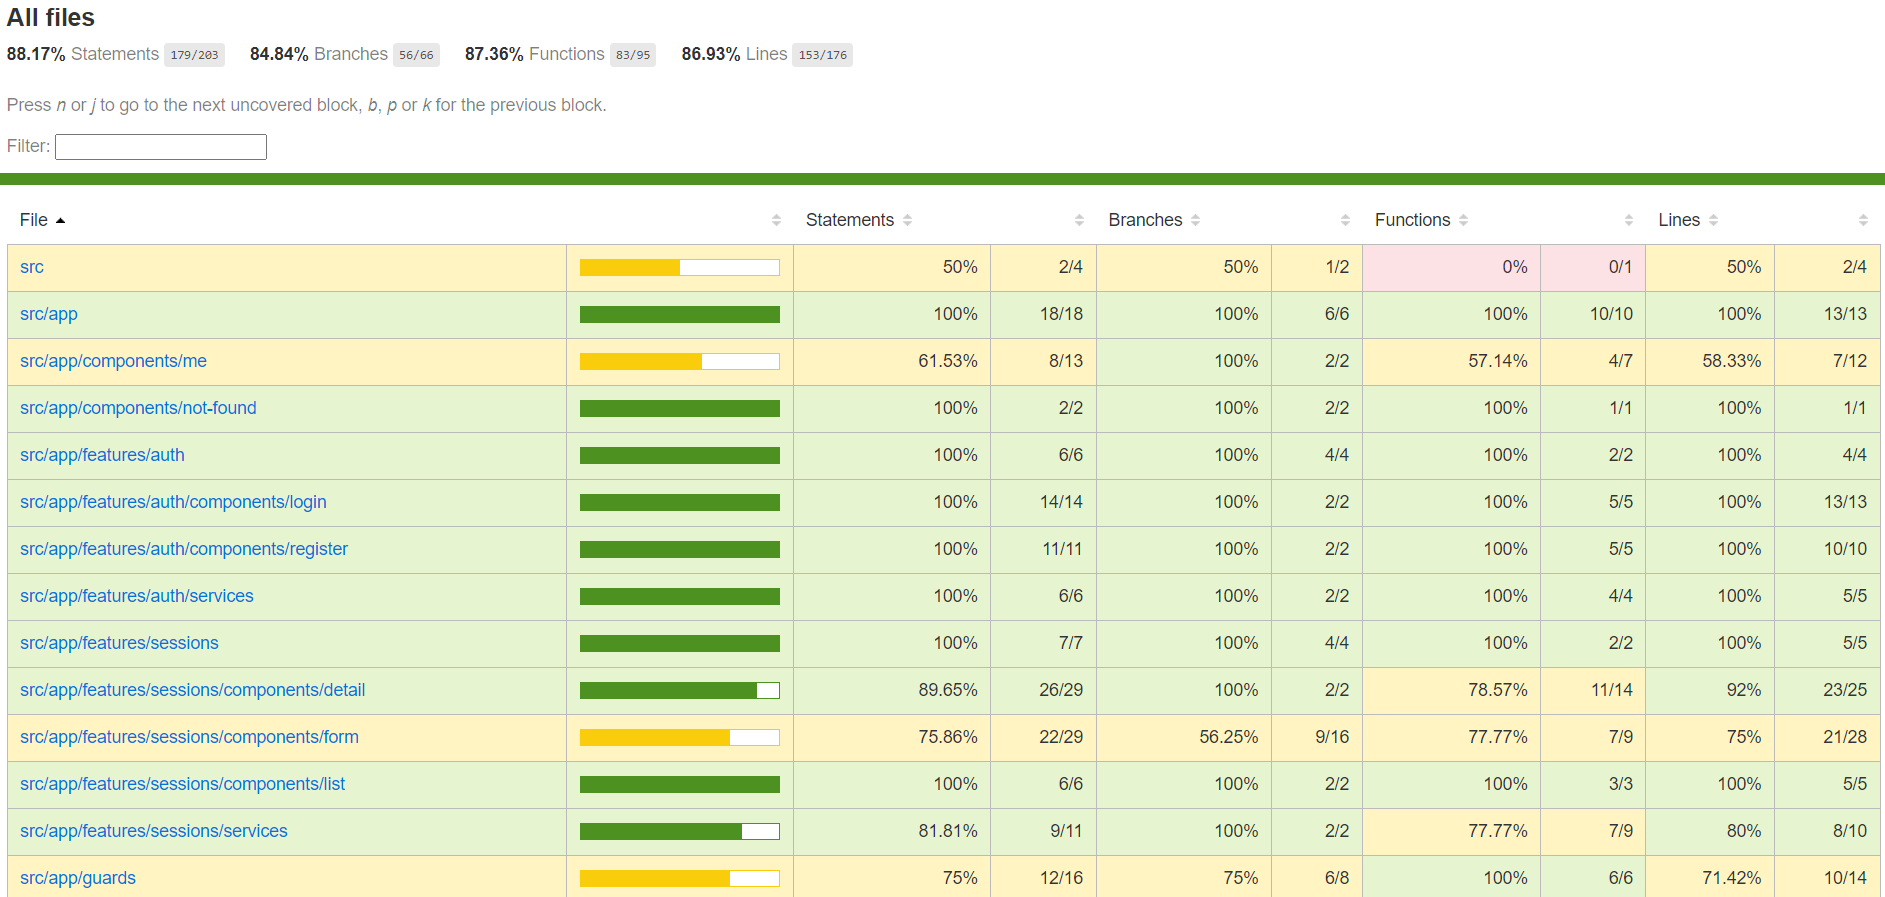 All files
88.17% Statements 179/203 84.84% Branches 56/66 87.36% Functions 83/95 86.93% Lines 153/176
Press n or j to go to the next uncovered block, b, p or k for the previous block.
Filter:
File Statements Branches Functions Lines
src 50% 2/4 50% 1/2 0% 0/1 50% 2/4
src/app 100% 18/18 100% 6/6 100% 10/10 100% 13/13
src/app/components/me 61.53% 8/13 100% 2/2 57.14% 4/7 58.33% 7/12
src/app/components/not-found 100% 2/2 100% 2/2 100% 1/1 100% 1/1
src/app/features/auth 100% 6/6 100% 4/4 100% 2/2 100% 4/4
src/app/features/auth/components/login 100% 14/14 100% 2/2 100% 5/5 100% 13/13
src/app/features/auth/components/register 100% 11/11 100% 2/2 100% 5/5 100% 10/10
src/app/features/auth/services 100% 6/6 100% 2/2 100% 4/4 100% 5/5
src/app/features/sessions 100% 7/7 100% 4/4 100% 2/2 100% 5/5
src/app/features/sessions/components/detail 89.65% 26/29 100% 2/2 78.57% 11/14 92% 23/25
src/app/features/sessions/components/form 75.86% 22/29 56.25% 9/16 77.77% 7/9 75% 21/28
src/app/features/sessions/components/list 100% 6/6 100% 2/2 100% 3/3 100% 5/5
src/app/features/sessions/services 81.81% 9/11 100% 2/2 77.77% 7/9 80% 8/10
src/app/guards 75% 12/16 75% 6/8 100% 6/6 71.42% 10/14